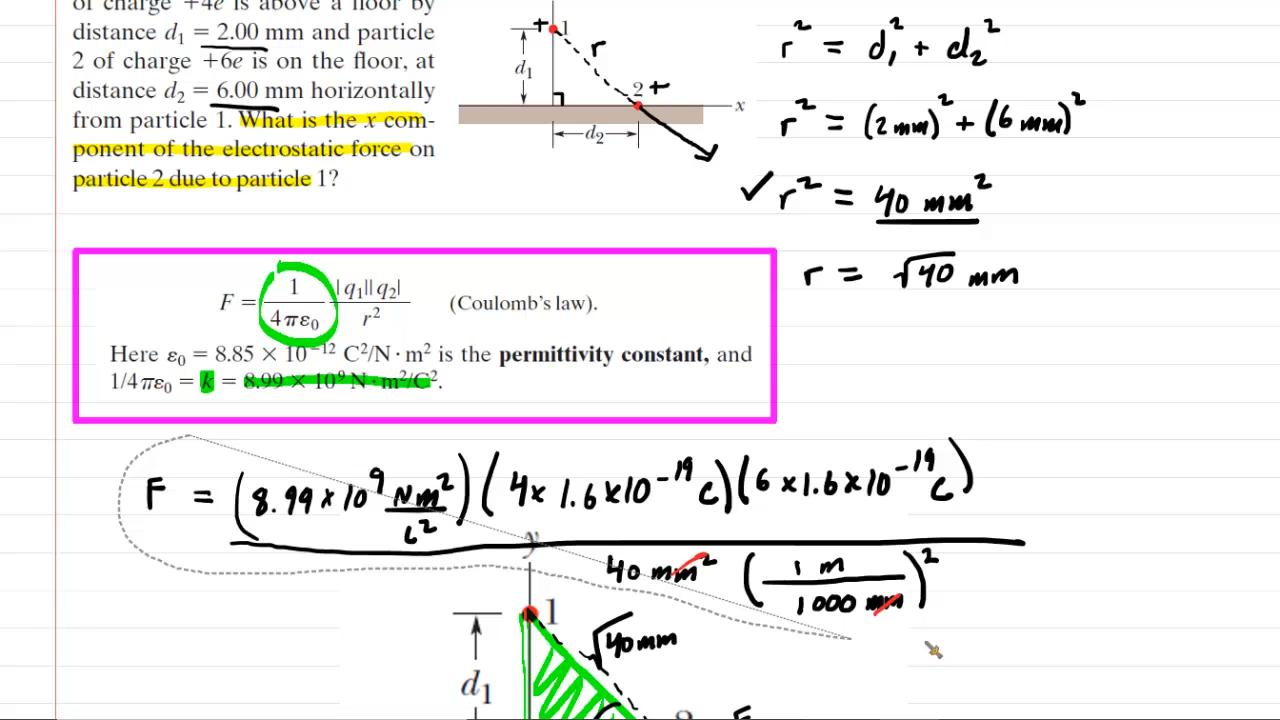 of charge +4e is above a floor by
distance d₁ = 2.00 mm and particle
2 of charge +6e is on the floor, at
distance d₂ = 6.00 mm horizontally
from particle 1. What is the x com-
ponent of the electrostatic force on
particle 2 due to particle 1?
+ 1
r
d₁
2 +
x
d₂
r² = d₁² + d₂²
r² = (2 mm)² + (6 mm)²
✓ r² = 40 mm²
r = √40 mm
F = 1/4πε₀ |q₁||q₂|/r² (Coulomb's law).
Here ε₀ = 8.85 × 10⁻¹² C²/N·m² is the permittivity constant, and
1/4πε₀ = k = 8.99 × 10⁹ N·m²/C².
F = (8.99 × 10⁹ Nm²/C²) (4 × 1.6 × 10⁻¹⁹ C) (6 × 1.6 × 10⁻¹⁹ C)
40 mm² (1 m / 1000 mm)²
y
1
√40 mm
d₁